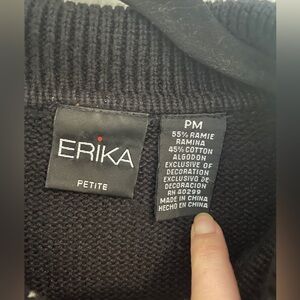 ERIKA
PETITE
PM
55% RAMIE
RAMINA
45% COTTON
ALGODON
EXCLUSIVE OF
DECORATION
EXCLUSIVO DE
DECORACION
RN 40299
MADE IN CHINA
HECHO EN CHINA